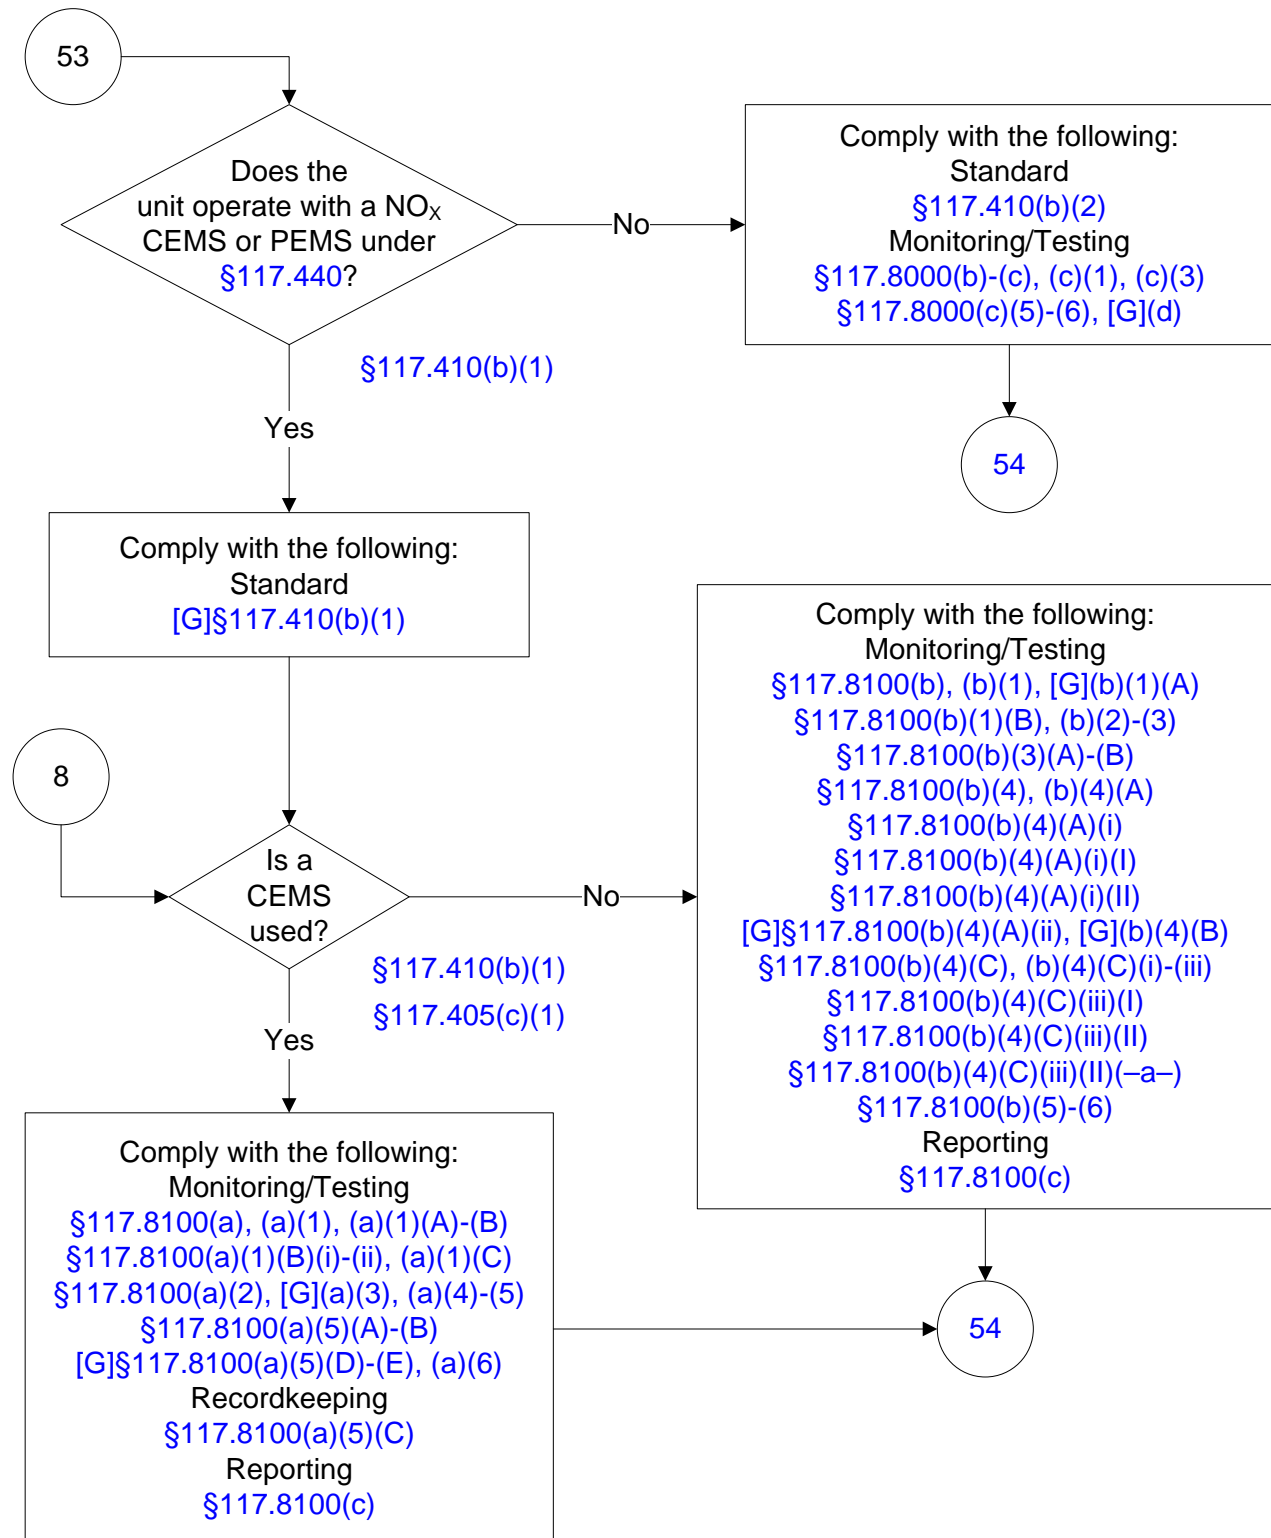 53
Does the
unit operate with a NOX
CEMS or PEMS under
§117.440?
No
Comply with the following:
Standard
§117.410(b)(2)
Monitoring/Testing
§117.8000(b)-(c), (c)(1), (c)(3)
§117.8000(c)(5)-(6), [G](d)
54
§117.410(b)(1)
Yes
Comply with the following:
Standard
[G]§117.410(b)(1)
8
Is a
CEMS
used?
No
§117.410(b)(1)
§117.405(c)(1)
Yes
Comply with the following:
Monitoring/Testing
§117.8100(b), (b)(1), [G](b)(1)(A)
§117.8100(b)(1)(B), (b)(2)-(3)
§117.8100(b)(3)(A)-(B)
§117.8100(b)(4), (b)(4)(A)
§117.8100(b)(4)(A)(i)
§117.8100(b)(4)(A)(i)(I)
§117.8100(b)(4)(A)(i)(II)
[G]§117.8100(b)(4)(A)(ii), [G](b)(4)(B)
§117.8100(b)(4)(C), (b)(4)(C)(i)-(iii)
§117.8100(b)(4)(C)(iii)(I)
§117.8100(b)(4)(C)(iii)(II)
§117.8100(b)(4)(C)(iii)(II)(–a–)
§117.8100(b)(5)-(6)
Reporting
§117.8100(c)
Comply with the following:
Monitoring/Testing
§117.8100(a), (a)(1), (a)(1)(A)-(B)
§117.8100(a)(1)(B)(i)-(ii), (a)(1)(C)
§117.8100(a)(2), [G](a)(3), (a)(4)-(5)
§117.8100(a)(5)(A)-(B)
[G]§117.8100(a)(5)(D)-(E), (a)(6)
Recordkeeping
§117.8100(a)(5)(C)
Reporting
§117.8100(c)
54